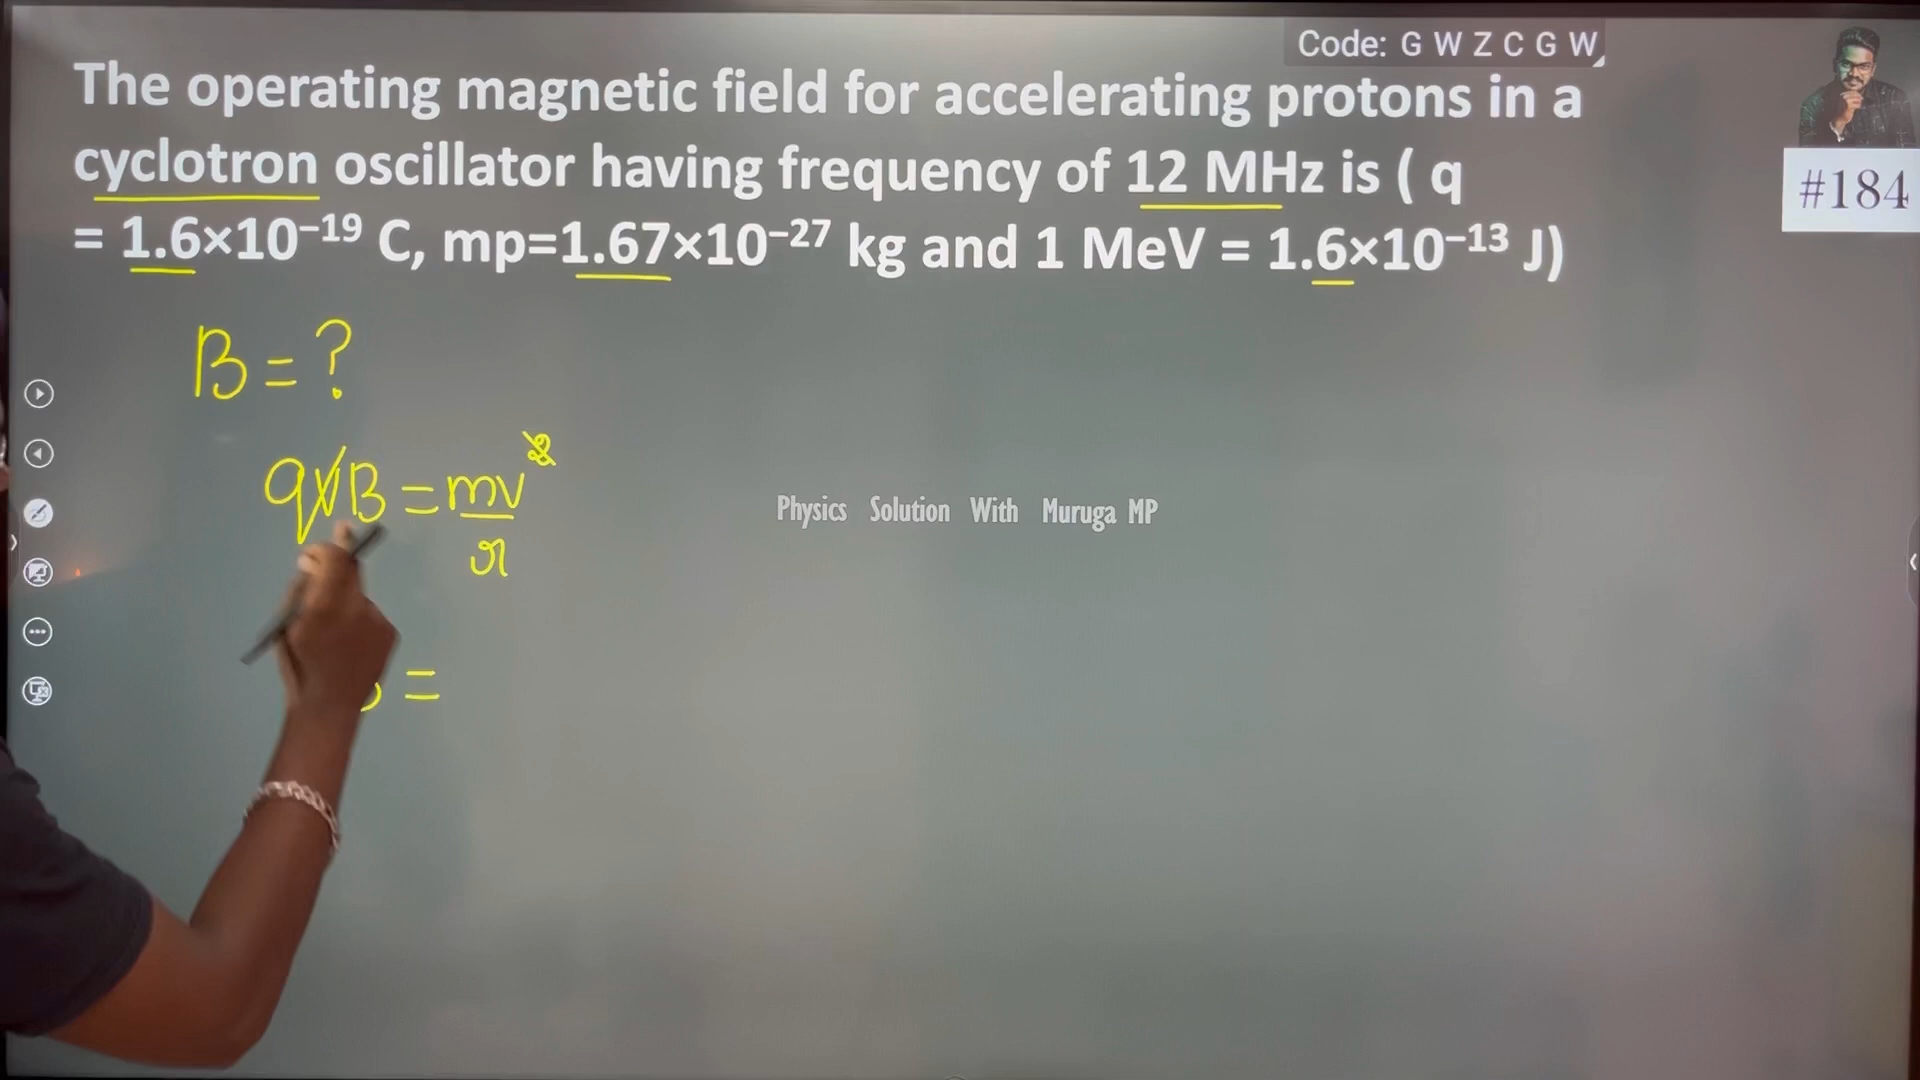 Code: G W Z C G W
The operating magnetic field for accelerating protons in a
cyclotron oscillator having frequency of 12 MHz is ( q
#184
= 1.6×10⁻¹⁹ C, mp=1.67×10⁻²⁷ kg and 1 MeV = 1.6×10⁻¹³ J)
B = ?
qvB = mv²/r
Physics Solution With Muruga MP
=